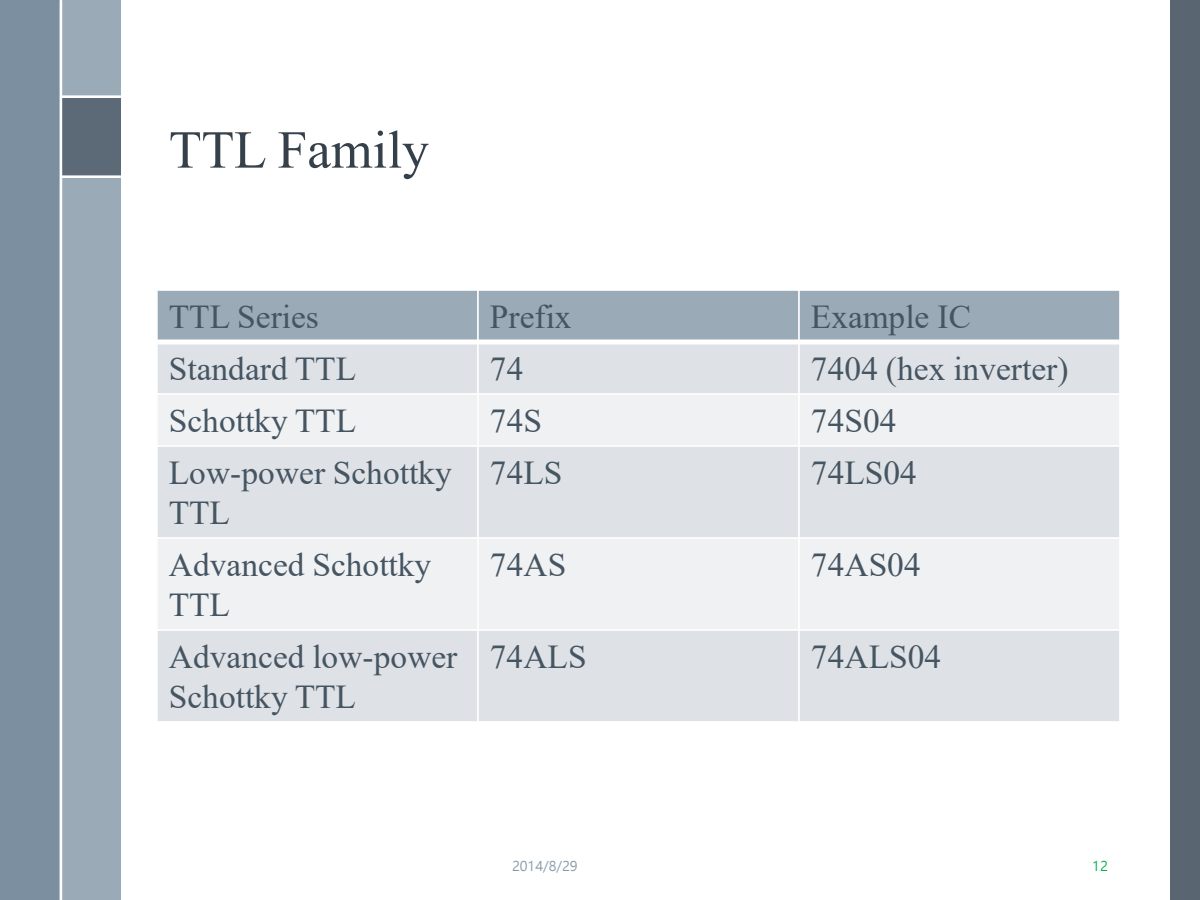 TTL Family
TTL Series Prefix Example IC
Standard TTL 74 7404 (hex inverter)
Schottky TTL 74S 74S04
Low-power Schottky 74LS 74LS04
TTL
Advanced Schottky 74AS 74AS04
TTL
Advanced low-power 74ALS 74ALS04
Schottky TTL
2014/8/29 12